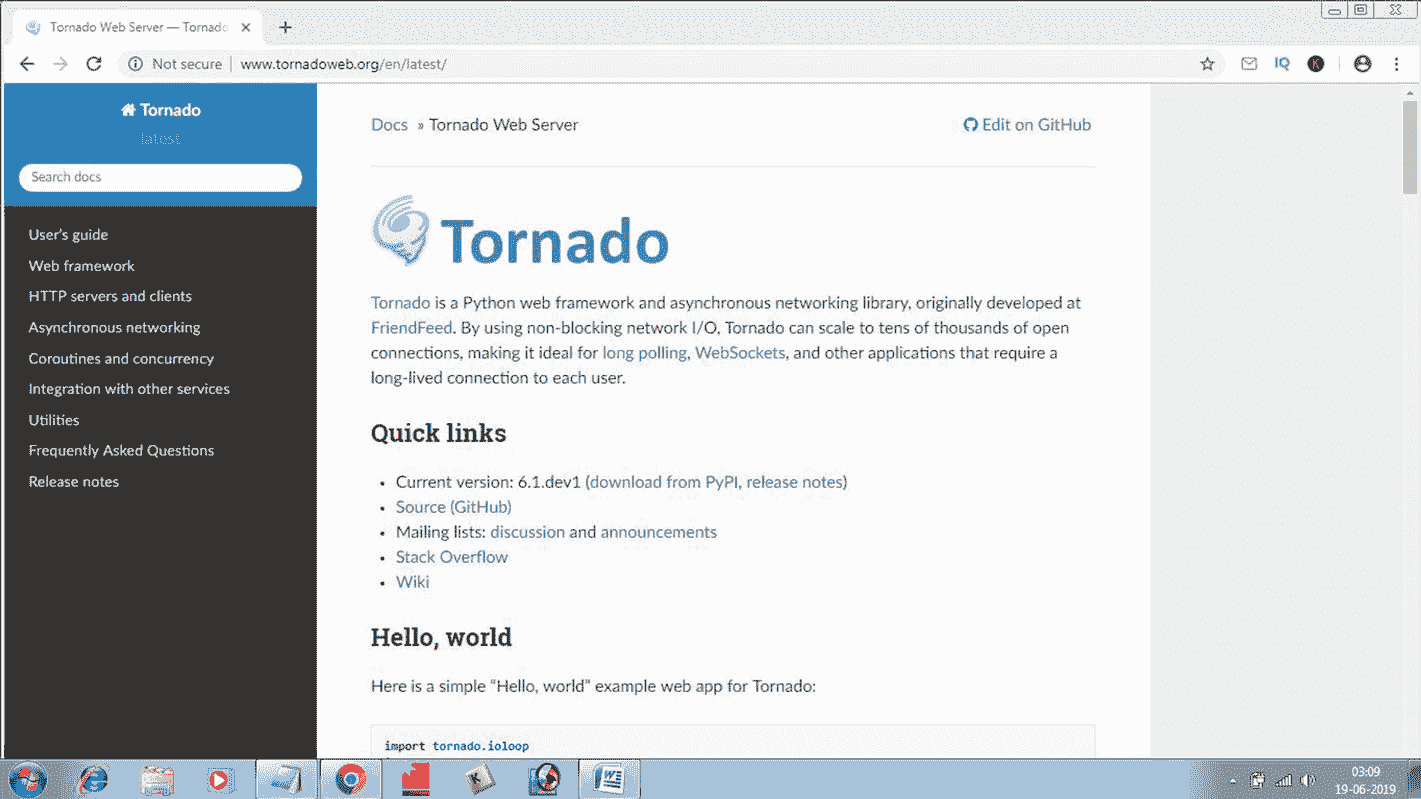 Tornado Web Server — Tornado
Not secure | www.tornadoweb.org/en/latest/
IQ
K
Tornado
latest
Search docs
User's guide
Web framework
HTTP servers and clients
Asynchronous networking
Coroutines and concurrency
Integration with other services
Utilities
Frequently Asked Questions
Release notes
Docs » Tornado Web Server
Edit on GitHub
Tornado
Tornado is a Python web framework and asynchronous networking library, originally developed at
FriendFeed. By using non-blocking network I/O, Tornado can scale to tens of thousands of open
connections, making it ideal for long polling, WebSockets, and other applications that require a
long-lived connection to each user.
Quick links
• Current version: 6.1.dev1 (download from PyPI, release notes)
• Source (GitHub)
• Mailing lists: discussion and announcements
• Stack Overflow
• Wiki
Hello, world
Here is a simple “Hello, world” example web app for Tornado:
import tornado.ioloop
K
W
03:09
19-06-2019